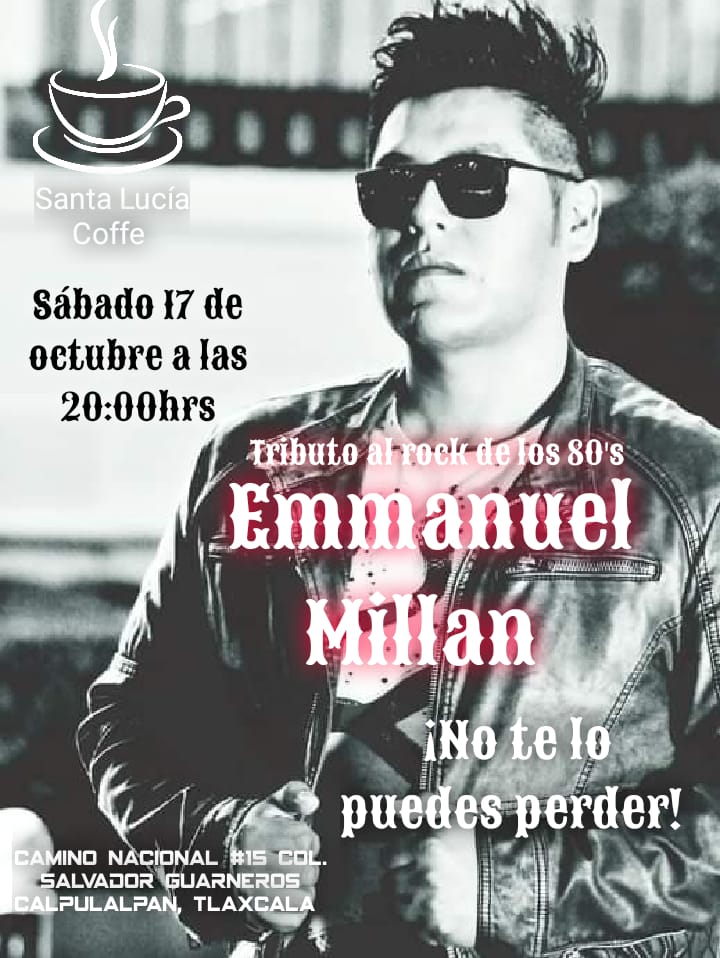 Santa Lucía
Coffe
Sábado 17 de
octubre a las
20:00hrs
Tributo al rock de los 80's
Emmanuel
Millan
¡No te lo
puedes perder!
CAMINO NACIONAL #15 COL.
SALVADOR GUARNEROS
CALPULALPAN, TLAXCALA